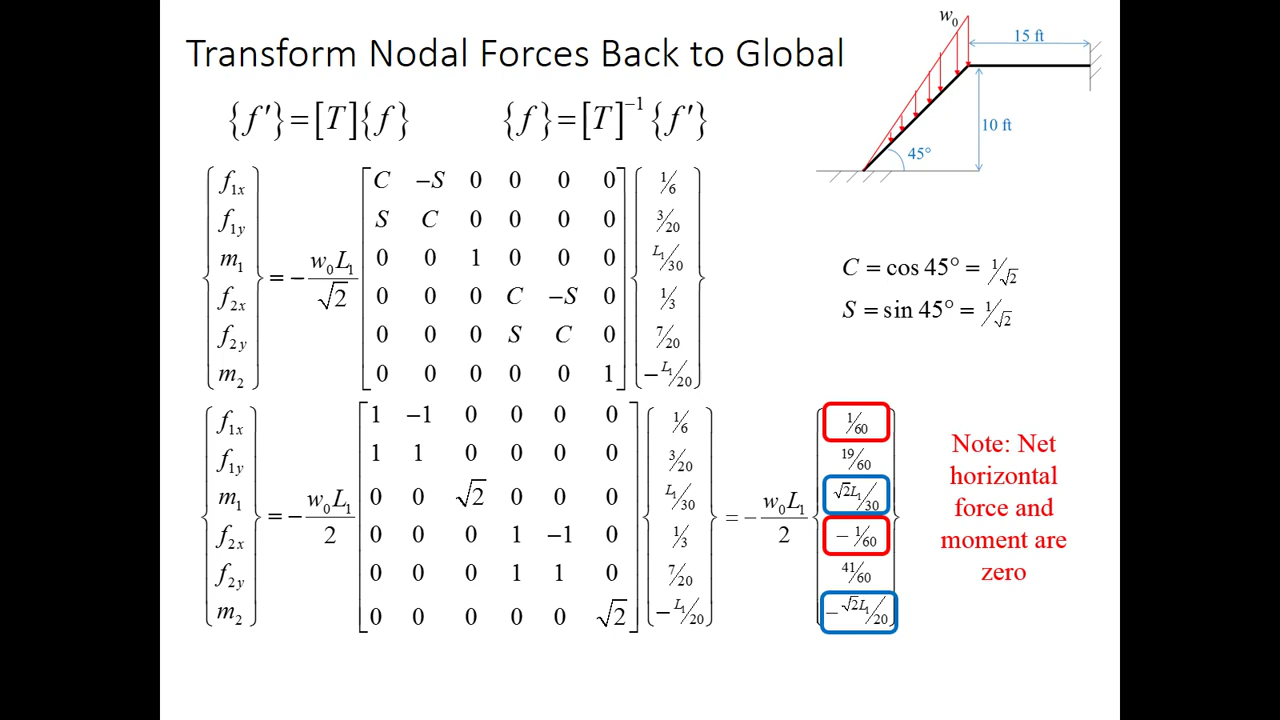 Transform Nodal Forces Back to Global
w₀
15 ft
10 ft
45°
{f′} = [T]{f}
{f} = [T]⁻¹{f′}
{f₁ₓ f₁y m₁ f₂ₓ f₂y m₂} = − w₀L₁/√2
C −S 0 0 0 0
S C 0 0 0 0
0 0 1 0 0 0
0 0 0 C −S 0
0 0 0 S C 0
0 0 0 0 0 1
1/6
3/20
L₁/30
1/3
7/20
−L₁/20
C = cos 45° = 1/√2
S = sin 45° = 1/√2
{f₁ₓ f₁y m₁ f₂ₓ f₂y m₂} = − w₀L₁/2
1 −1 0 0 0 0
1 1 0 0 0 0
0 0 √2 0 0 0
0 0 0 1 −1 0
0 0 0 1 1 0
0 0 0 0 0 √2
1/6
3/20
L₁/30
1/3
7/20
−L₁/20
= − w₀L₁/2
1/60
19/60
√2L₁/30
−1/60
41/60
−√2L₁/20
Note: Net
horizontal
force and
moment are
zero